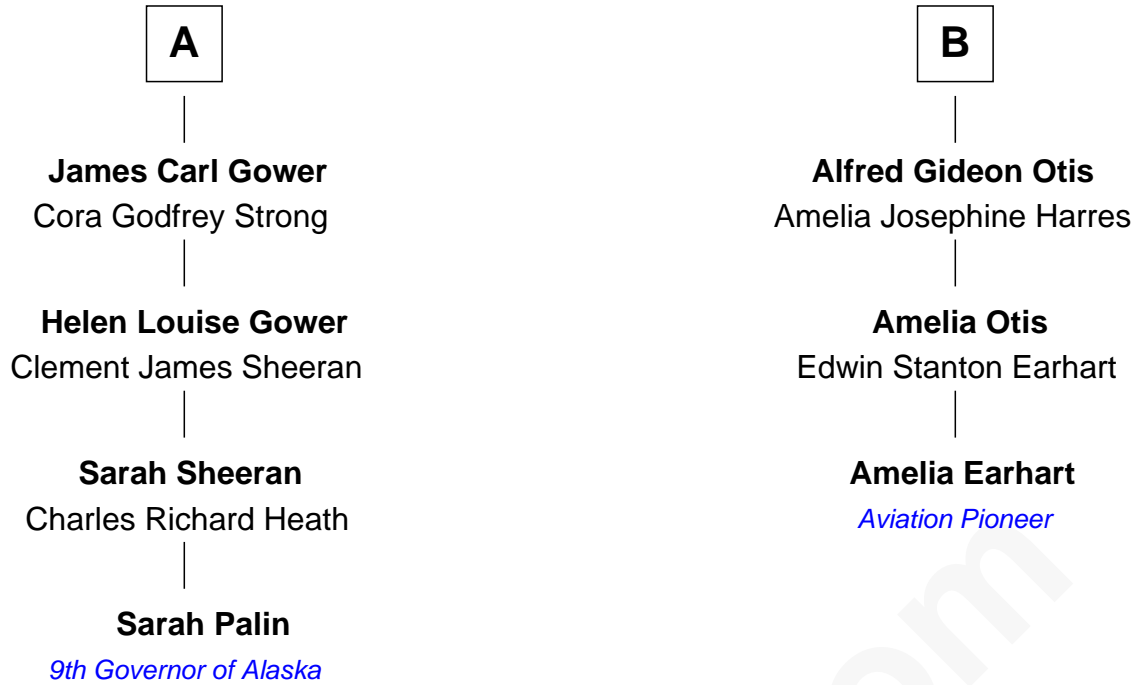 A
James Carl Gower
Cora Godfrey Strong
Helen Louise Gower
Clement James Sheeran
Sarah Sheeran
Charles Richard Heath
Sarah Palin
9th Governor of Alaska
B
Alfred Gideon Otis
Amelia Josephine Harres
Amelia Otis
Edwin Stanton Earhart
Amelia Earhart
Aviation Pioneer
om